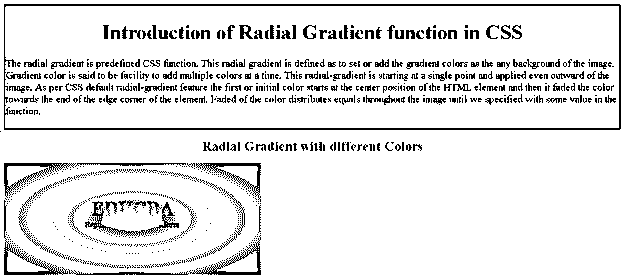 Introduction of Radial Gradient function in CSS
The radial gradient is predefined CSS function. This radial gradient is defined as to set or add the gradient colors as the any background of the image.
Gradient color is said to be facility to add multiple colors at a time. This radial-gradient is starting at a single point and applied even outward of the
image. As per CSS default radial-gradient feature the first or initial color starts at the center position of the HTML element and then it faded the color
towards the end of the edge corner of the element. Faded of the color distributes equals throughout the image until we specified with some value in the
function.
Radial Gradient with different Colors